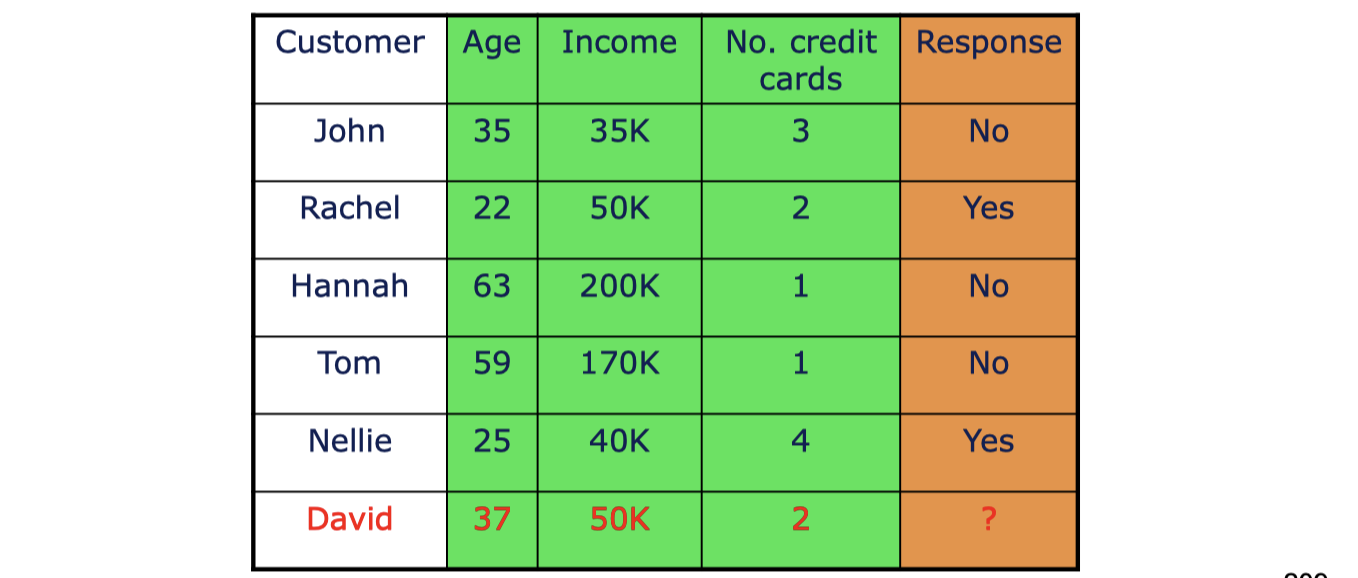 Customer Age Income No. credit cards Response
John 35 35K 3 No
Rachel 22 50K 2 Yes
Hannah 63 200K 1 No
Tom 59 170K 1 No
Nellie 25 40K 4 Yes
David 37 50K 2 ?